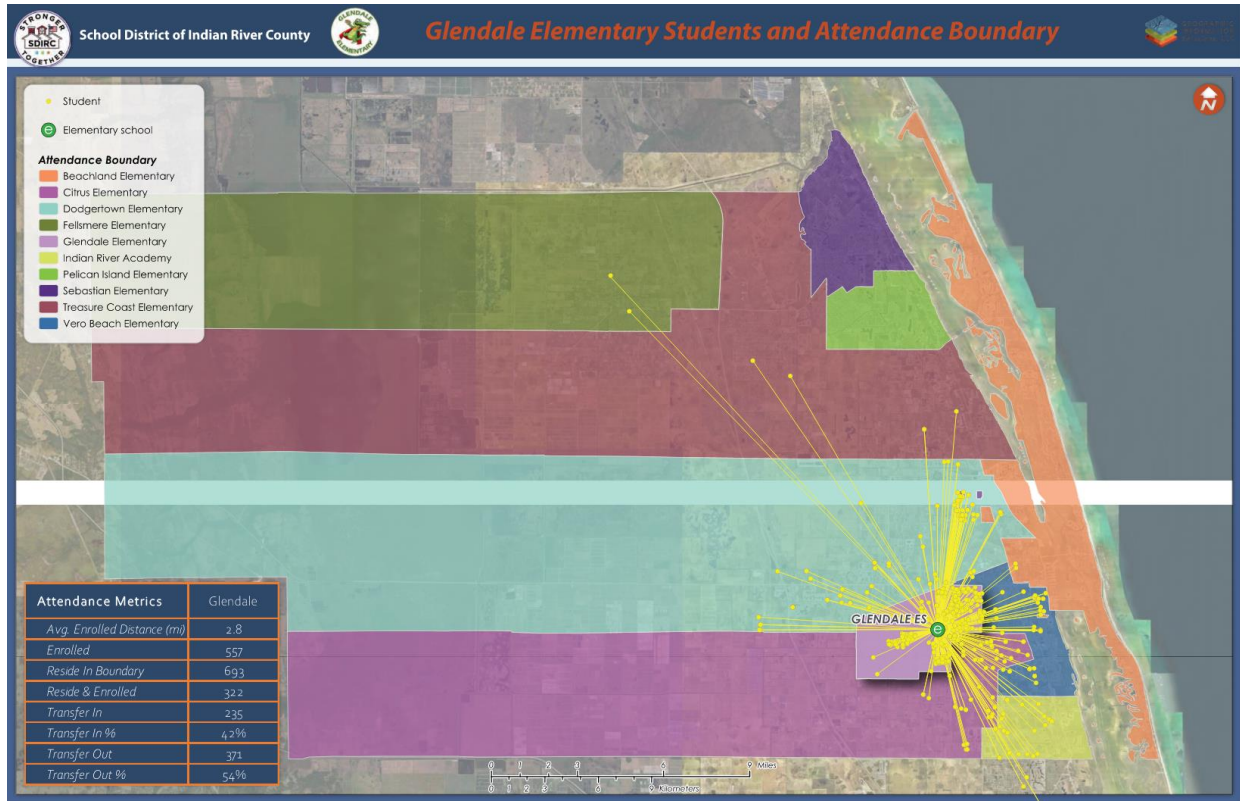 STRONGER
SDIRC
TOGETHER
School District of Indian River County
GLENDALE
ELEMENTARY
Glendale Elementary Students and Attendance Boundary
N
Student
e Elementary school
Attendance Boundary
Beachland Elementary
Citrus Elementary
Dodgertown Elementary
Fellsmere Elementary
Glendale Elementary
Indian River Academy
Pelican Island Elementary
Sebastian Elementary
Treasure Coast Elementary
Vero Beach Elementary
GLENDALE ES
e
Attendance Metrics Glendale
Avg. Enrolled Distance (mi) 2.8
Enrolled 557
Reside In Boundary 693
Reside & Enrolled 322
Transfer In 235
Transfer In % 42%
Transfer Out 371
Transfer Out % 54%
0 1 2 3 6 9 Miles
0 1 2 3 6 9 Kilometers